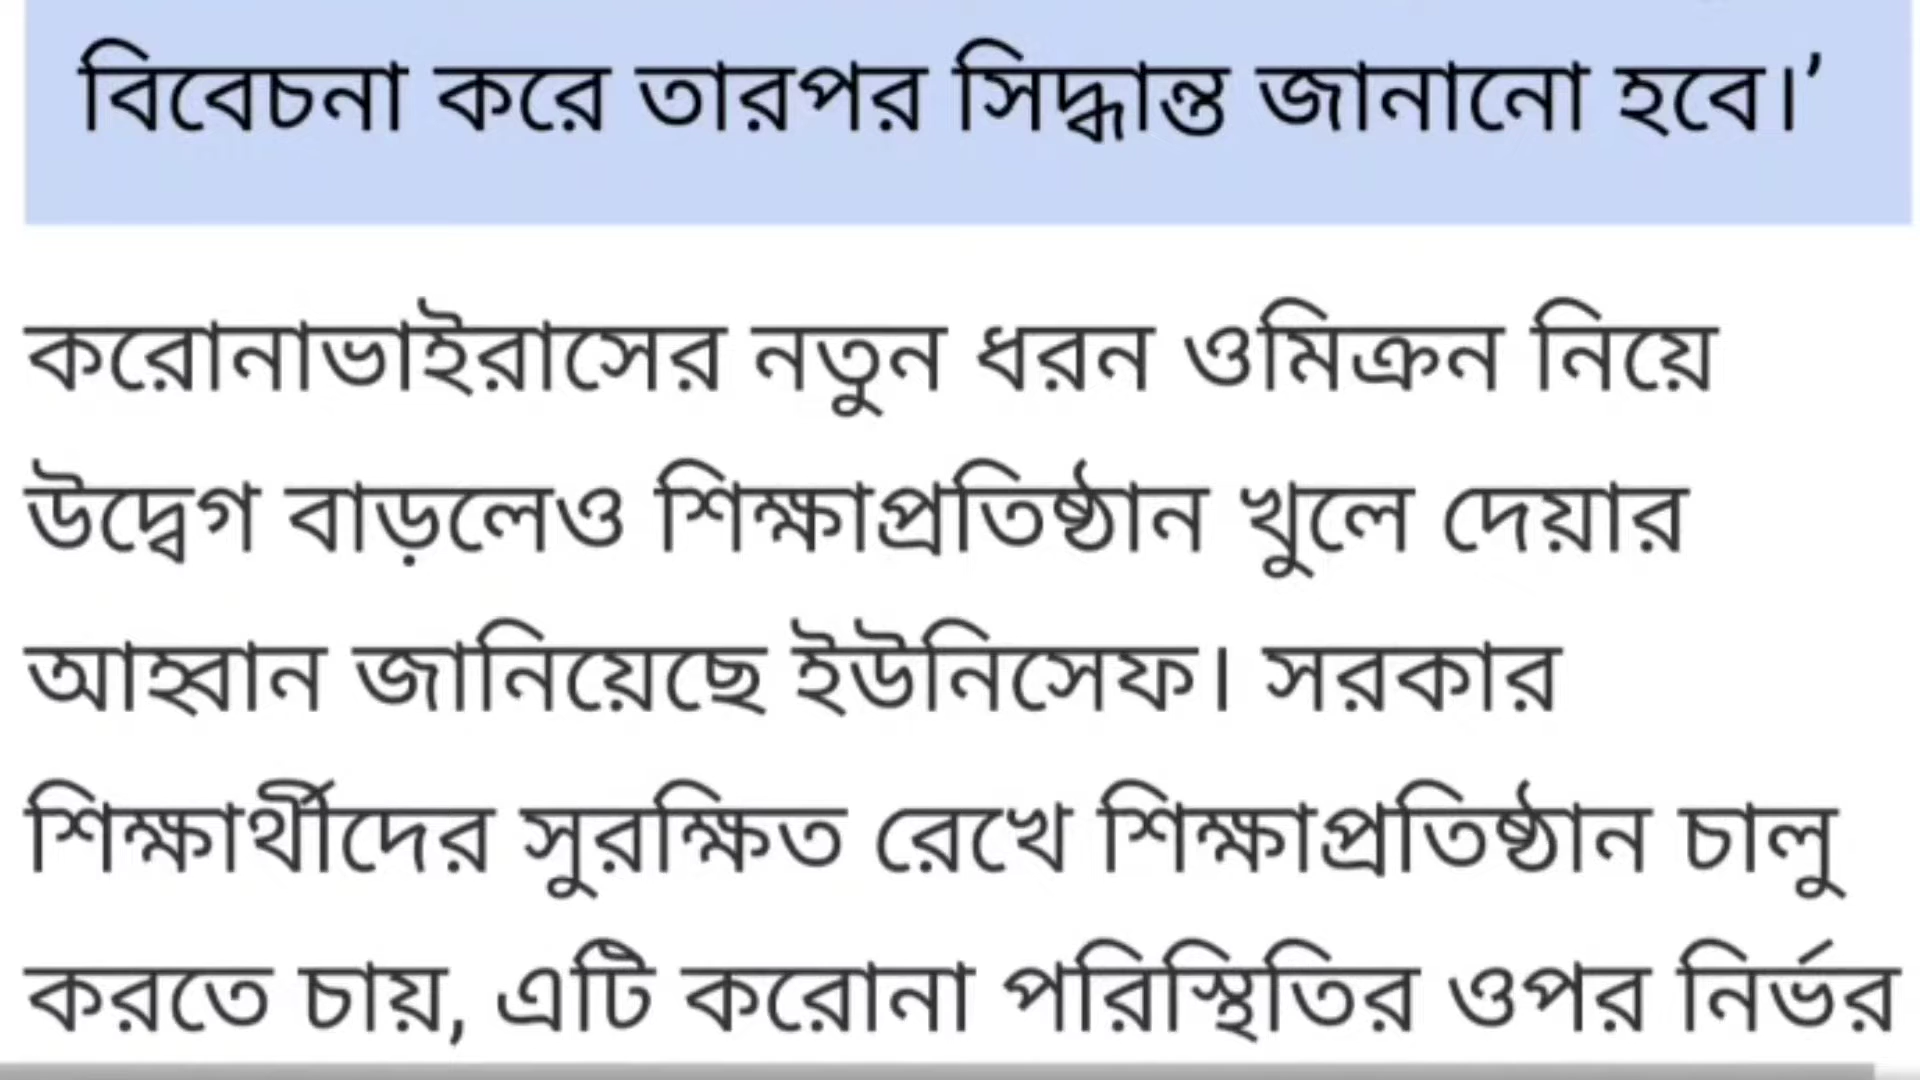 বিবেচনা করে তারপর সিদ্ধান্ত জানানো হবে।’
করোনাভাইরাসের নতুন ধরন ওমিক্রন নিয়ে
উদ্বেগ বাড়লেও শিক্ষাপ্রতিষ্ঠান খুলে দেয়ার
আহ্বান জানিয়েছে ইউনিসেফ। সরকার
শিক্ষার্থীদের সুরক্ষিত রেখে শিক্ষাপ্রতিষ্ঠান চালু
করতে চায়, এটি করোনা পরিস্থিতির ওপর নির্ভর